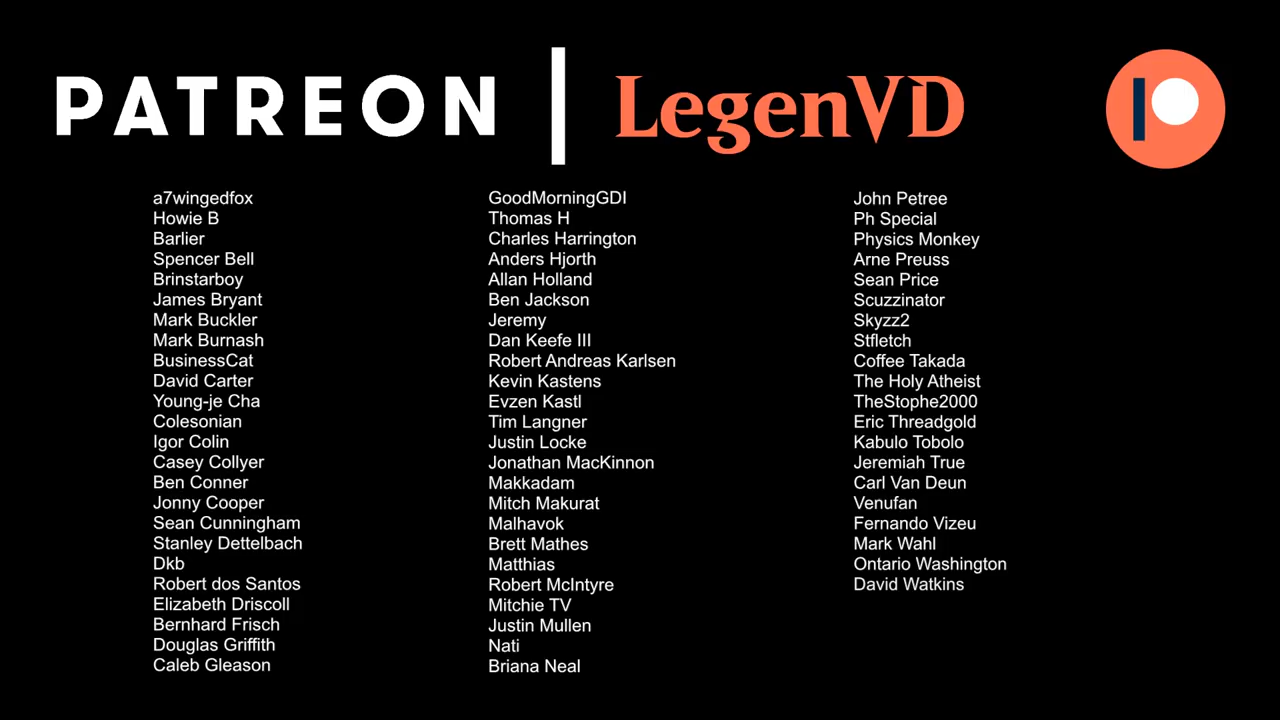 PATREON | LegenVD
a7wingedfox
Howie B
Barlier
Spencer Bell
Brinstarboy
James Bryant
Mark Buckler
Mark Burnash
BusinessCat
David Carter
Young-je Cha
Colesonian
Igor Colin
Casey Collyer
Ben Conner
Jonny Cooper
Sean Cunningham
Stanley Dettelbach
Dkb
Robert dos Santos
Elizabeth Driscoll
Bernhard Frisch
Douglas Griffith
Caleb Gleason
GoodMorningGDI
Thomas H
Charles Harrington
Anders Hjorth
Allan Holland
Ben Jackson
Jeremy
Dan Keefe III
Robert Andreas Karlsen
Kevin Kastens
Evzen Kastl
Tim Langner
Justin Locke
Jonathan MacKinnon
Makkadam
Mitch Makurat
Malhavok
Brett Mathes
Matthias
Robert McIntyre
Mitchie TV
Justin Mullen
Nati
Briana Neal
John Petree
Ph Special
Physics Monkey
Arne Preuss
Sean Price
Scuzzinator
Skyzz2
Stfletch
Coffee Takada
The Holy Atheist
TheStophe2000
Eric Threadgold
Kabulo Tobolo
Jeremiah True
Carl Van Deun
Venufan
Fernando Vizeu
Mark Wahl
Ontario Washington
David Watkins